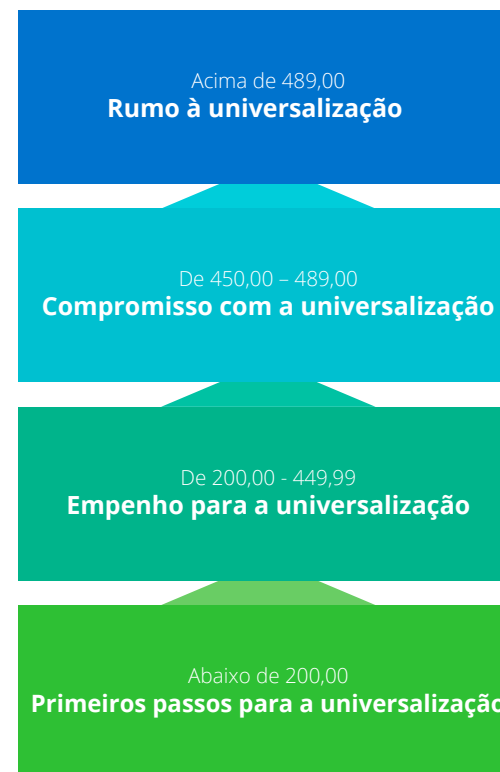 Acima de 489,00
Rumo à universalização
De 450,00 – 489,00
Compromisso com a universalização
De 200,00 - 449,99
Empenho para a universalização
Abaixo de 200,00
Primeiros passos para a universalização